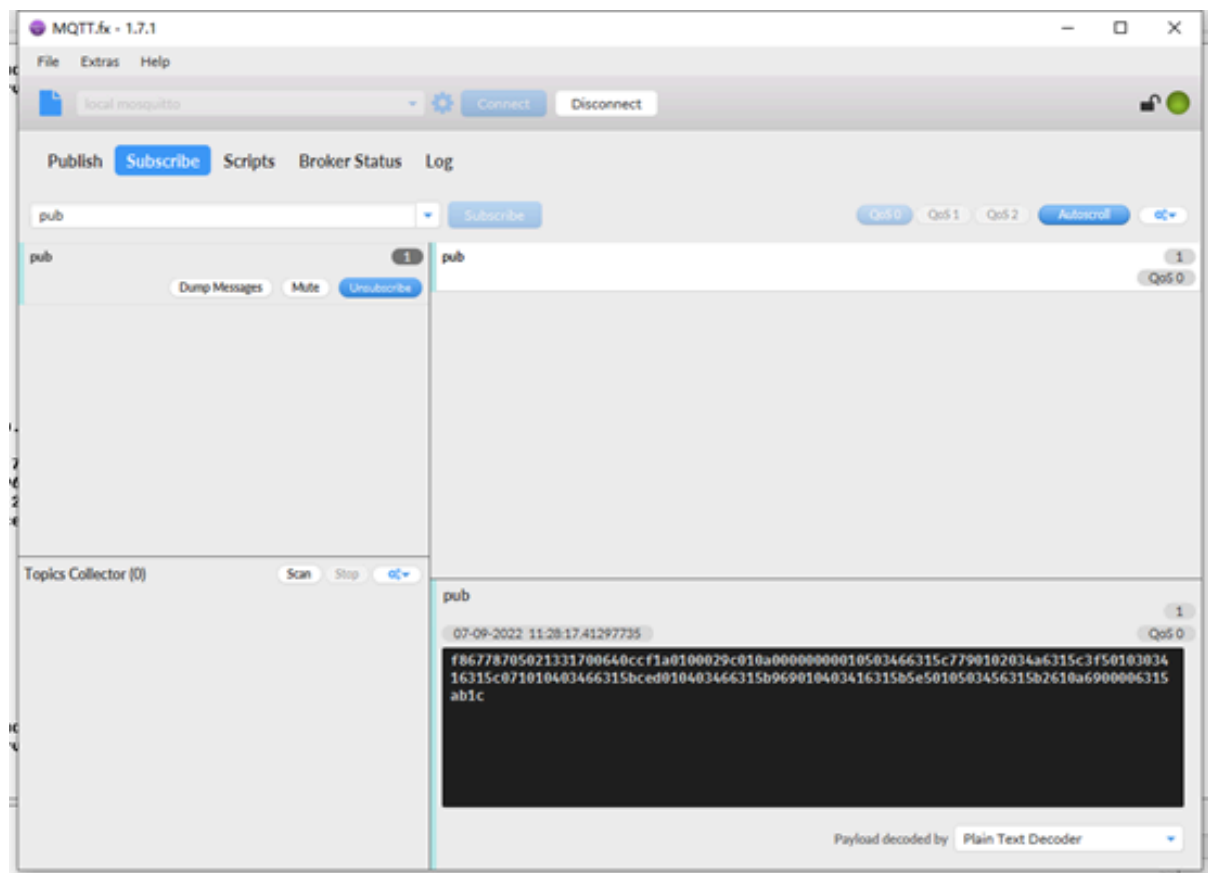 MQTT.fx - 1.7.1
File Extras Help
local mosquitto Connect Disconnect
Publish Subscribe Scripts Broker Status Log
pub Subscribe QoS 0 QoS 1 QoS 2 Autoscroll
pub 1
Dump Messages Mute Unsubscribe
pub 1
QoS 0
Topics Collector (0) Scan Stop
pub
1
07-09-2022 11:28:17.41297735 QoS 0
f867787050213317006​40ccf1a0100029c010a000000000010503466315c7790102034a6315c3f50103034
16315c071010403466315bced010403466315b969010403416315b5e5010503456315b2610a6900006315
ab1c
Payload decoded by Plain Text Decoder